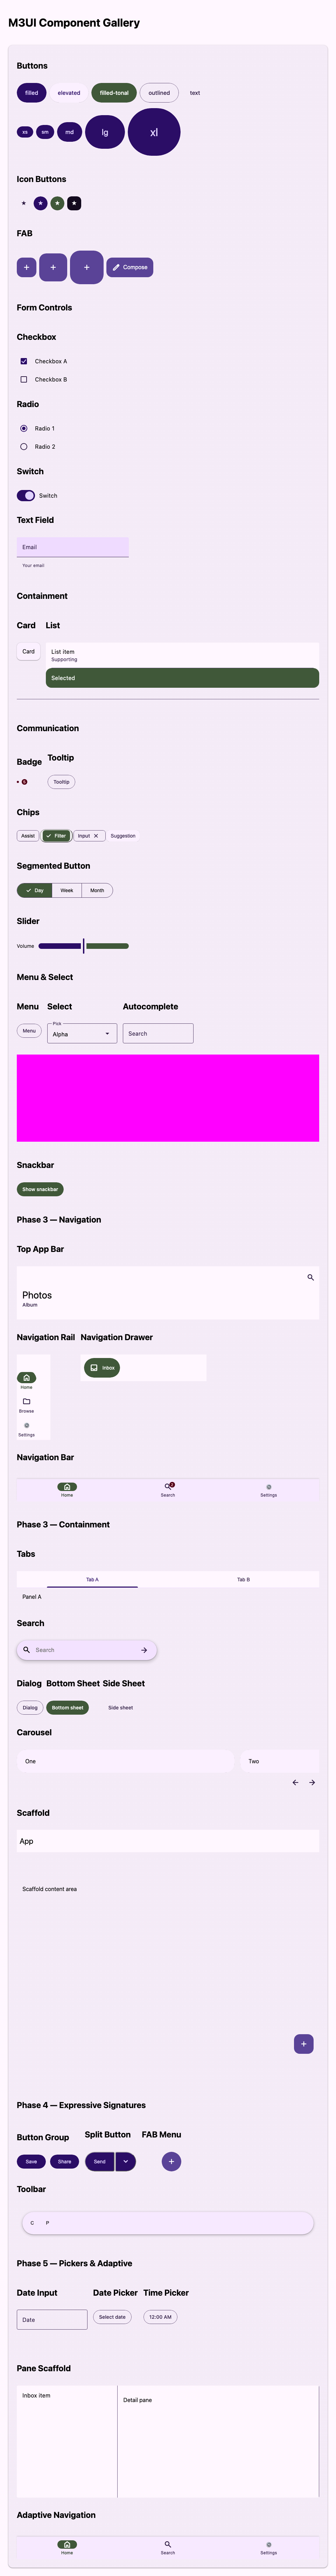 M3UI Component Gallery
Buttons
filled elevated filled-tonal outlined text
xs sm md lg xl
Icon Buttons
FAB
Compose
Form Controls
Checkbox
Checkbox A
Checkbox B
Radio
Radio 1
Radio 2
Switch
Switch
Text Field
Email
Your email
Containment
Card List
Card
List item
Supporting
Selected
Communication
Badge Tooltip
Tooltip
Chips
Assist Filter Input Suggestion
Segmented Button
Day Week Month
Slider
Volume
Menu & Select
Menu Select Autocomplete
Menu
Pick
Alpha
Search
Snackbar
Show snackbar
Phase 3 — Navigation
Top App Bar
Photos
Album
Navigation Rail Navigation Drawer
Inbox
Home
Browse
Settings
Navigation Bar
Home Search Settings
Phase 3 — Containment
Tabs
Tab A Tab B
Panel A
Search
Search
Dialog Bottom Sheet Side Sheet
Dialog Bottom sheet Side sheet
Carousel
One Two
Scaffold
App
Scaffold content area
Phase 4 — Expressive Signatures
Button Group Split Button FAB Menu
Save Share Send
Toolbar
C P
Phase 5 — Pickers & Adaptive
Date Input Date Picker Time Picker
Date Select date 12:00 AM
Pane Scaffold
Inbox item
Detail pane
Adaptive Navigation
Home Search Settings